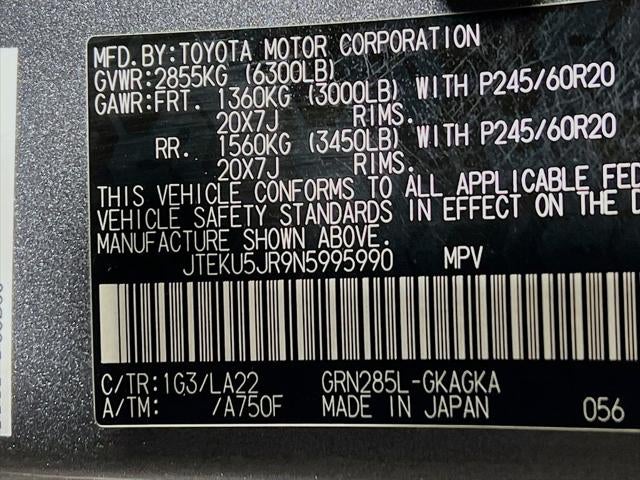 MFD. BY: TOYOTA MOTOR CORPORATION
GVWR: 2855KG (6300LB)
GAWR: FRT. 1360KG (3000LB) WITH P245/60R20
20X7J RIMS.
RR. 1560KG (3450LB) WITH P245/60R20
20X7J RIMS.
THIS VEHICLE CONFORMS TO ALL APPLICABLE FED
VEHICLE SAFETY STANDARDS IN EFFECT ON THE D
MANUFACTURE SHOWN ABOVE.
JTEKU5JR9N5995990 MPV
C/TR: 1G3/LA22 GRN285L-GKAGKA
A/TM: /A750F MADE IN JAPAN 056